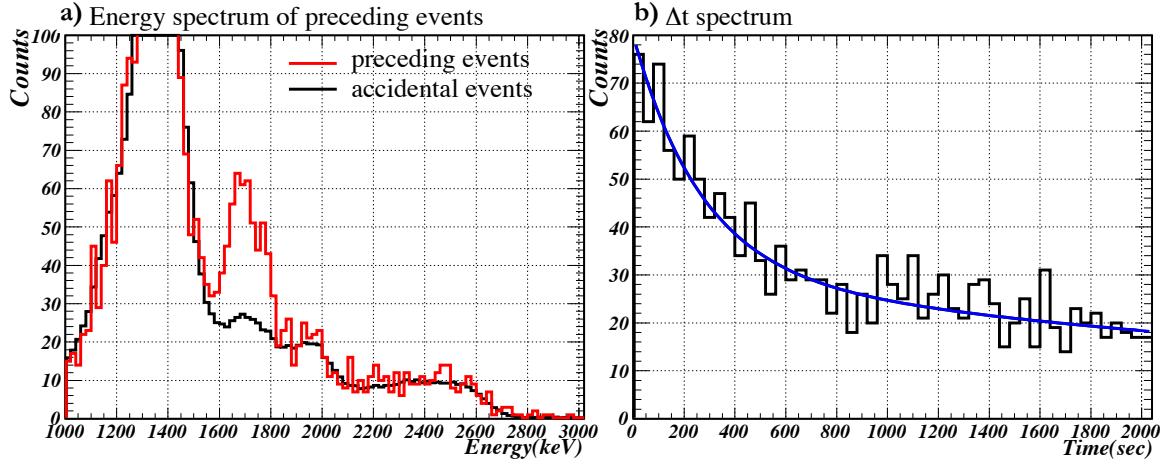 a) Energy spectrum of preceding events
Counts
100
90
80
70
60
50
40
30
20
10
0
preceding events
accidental events
1000 1200 1400 1600 1800 2000 2200 2400 2600 2800 3000
Energy(keV)
b) Δt spectrum
Counts
80
70
60
50
40
30
20
10
0
0 200 400 600 800 1000 1200 1400 1600 1800 2000
Time(sec)